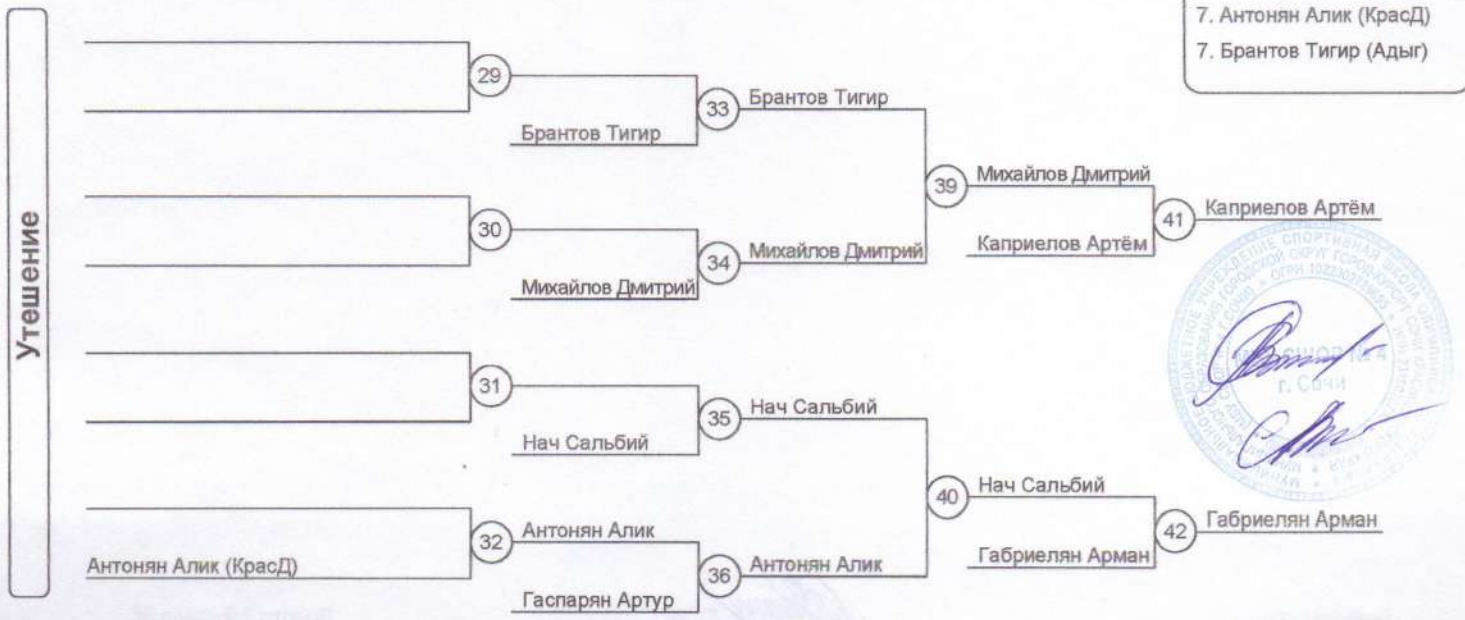 7. Антонян Алик (КрасД)
7. Брантов Тигир (Адыг)
Утешение
29
Брантов Тигир
33
Брантов Тигир
30
Михайлов Дмитрий
34
Михайлов Дмитрий
39
Михайлов Дмитрий
Каприелов Артём
41
Каприелов Артём
31
Нач Сальбий
35
Нач Сальбий
Антонян Алик (КрасД)
32
Антонян Алик
Гаспарян Артур
36
Антонян Алик
40
Нач Сальбий
Габриелян Арман
42
Габриелян Арман
г. Сочи